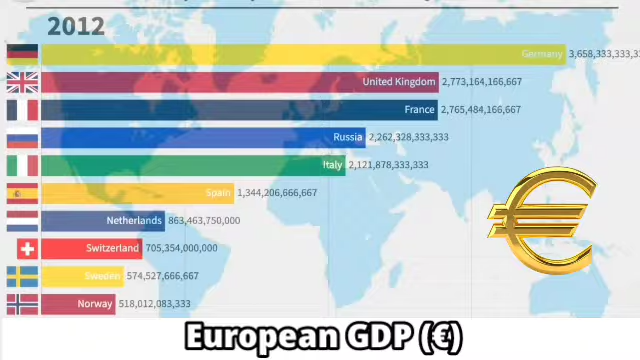 2012
Germany 3,658,333,333,3
United Kingdom 2,773,164,166,667
France 2,765,484,166,667
Russia 2,262,328,333,333
Italy 2,121,878,333,333
Spain 1,344,206,666,667
Netherlands 863,463,750,000
Switzerland 705,354,000,000
Sweden 574,527,666,667
Norway 518,012,083,333
European GDP (€)